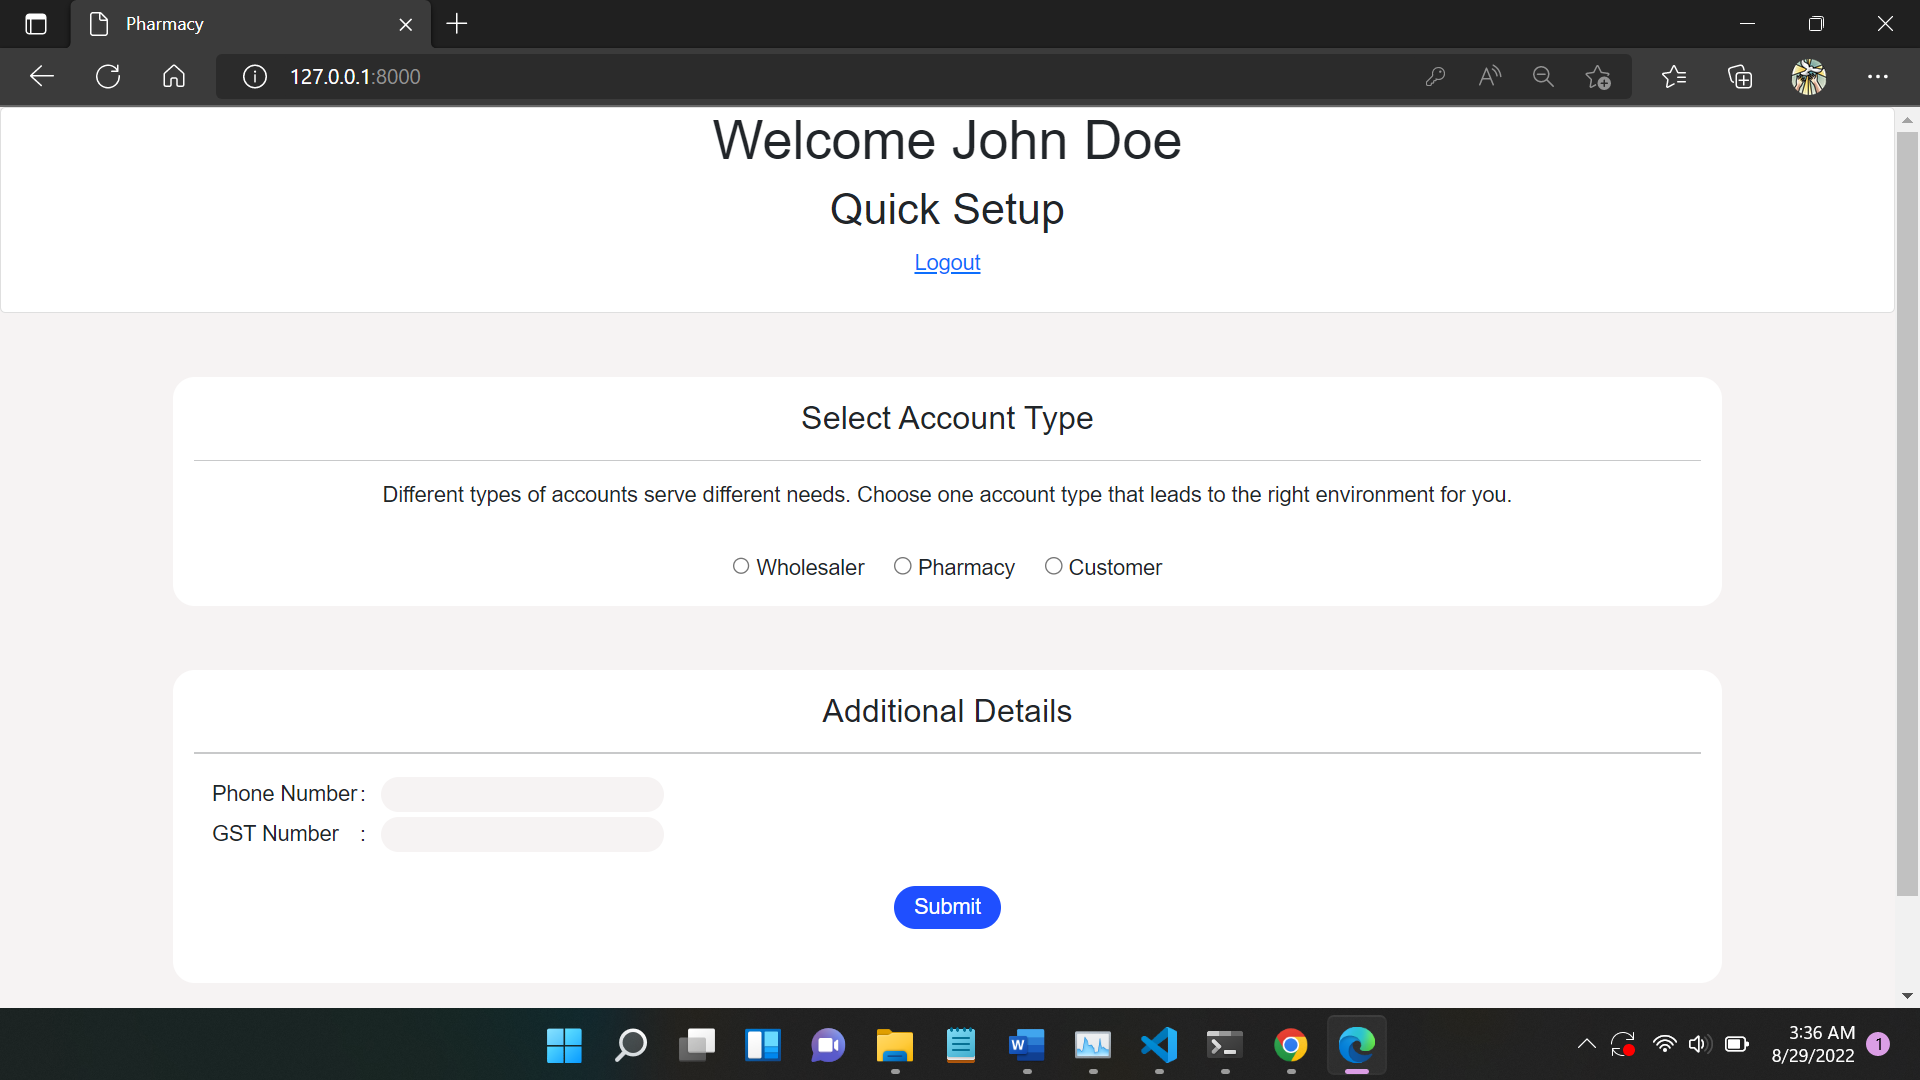 Pharmacy
127.0.0.1:8000
Welcome John Doe
Quick Setup
Logout
Select Account Type
Different types of accounts serve different needs. Choose one account type that leads to the right environment for you.
Wholesaler Pharmacy Customer
Additional Details
Phone Number :
GST Number :
Submit
3:36 AM
8/29/2022
1